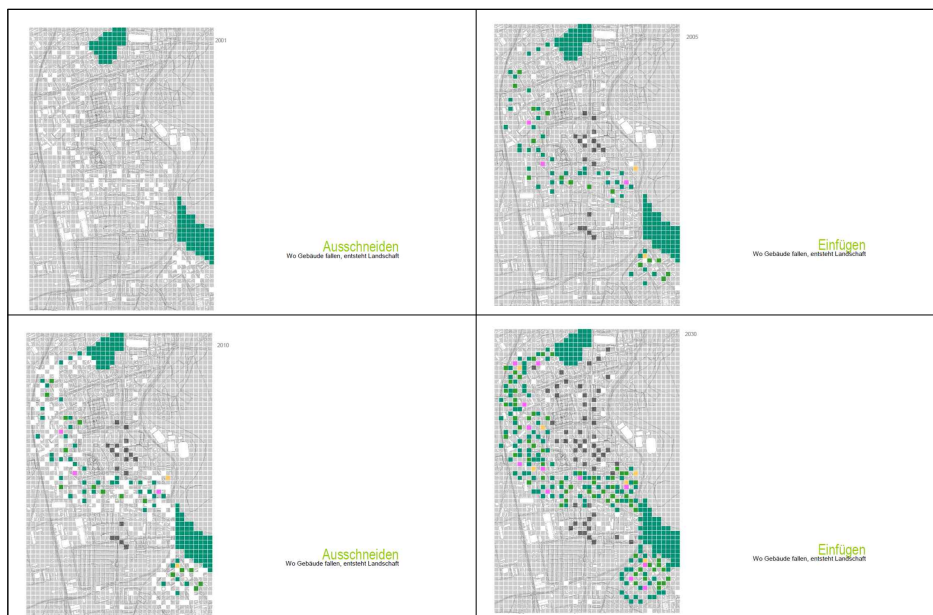 2001
Ausschneiden
Wo Gebäude fallen, entsteht Landschaft
2005
Einfügen
Wo Gebäude fallen, entsteht Landschaft
2010
Ausschneiden
Wo Gebäude fallen, entsteht Landschaft
2030
Einfügen
Wo Gebäude fallen, entsteht Landschaft